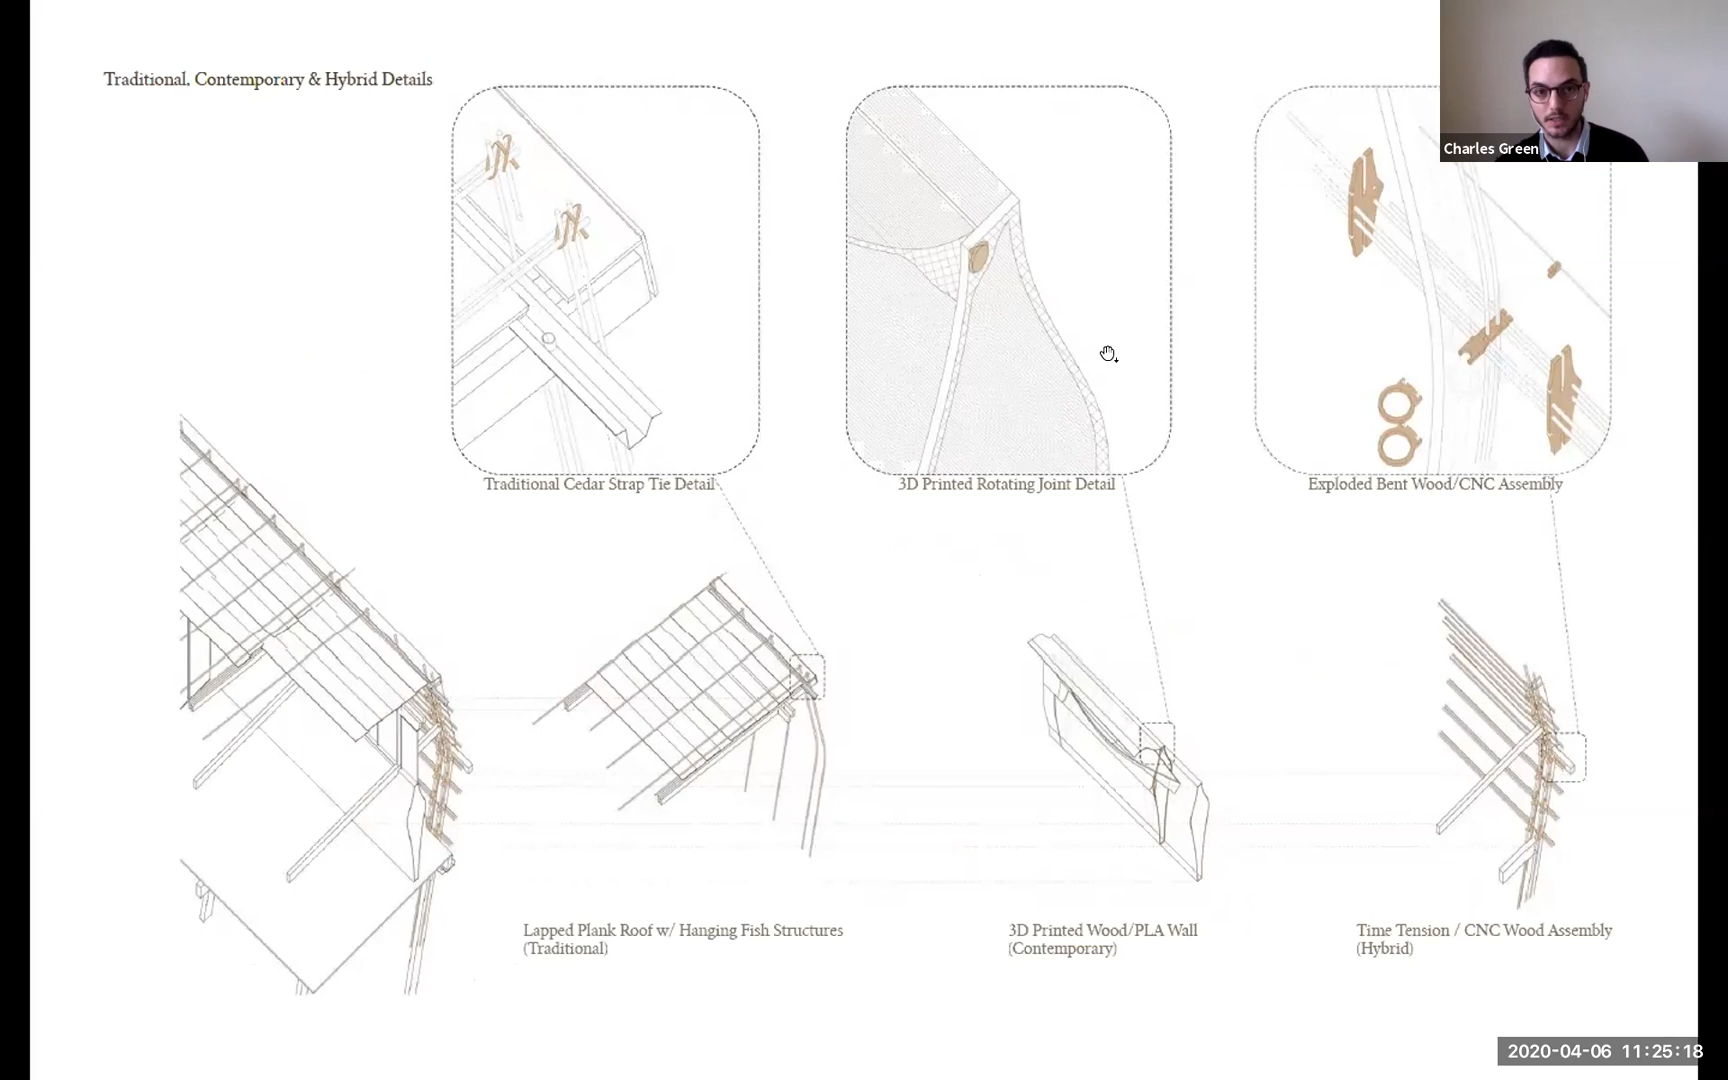 Traditional, Contemporary & Hybrid Details
Charles Green
Traditional Cedar Strap Tie Detail
3D Printed Rotating Joint Detail
Exploded Bent Wood/CNC Assembly
Lapped Plank Roof w/ Hanging Fish Structures
(Traditional)
3D Printed Wood/PLA Wall
(Contemporary)
Time Tension / CNC Wood Assembly
(Hybrid)
2020-04-06 11:25:18